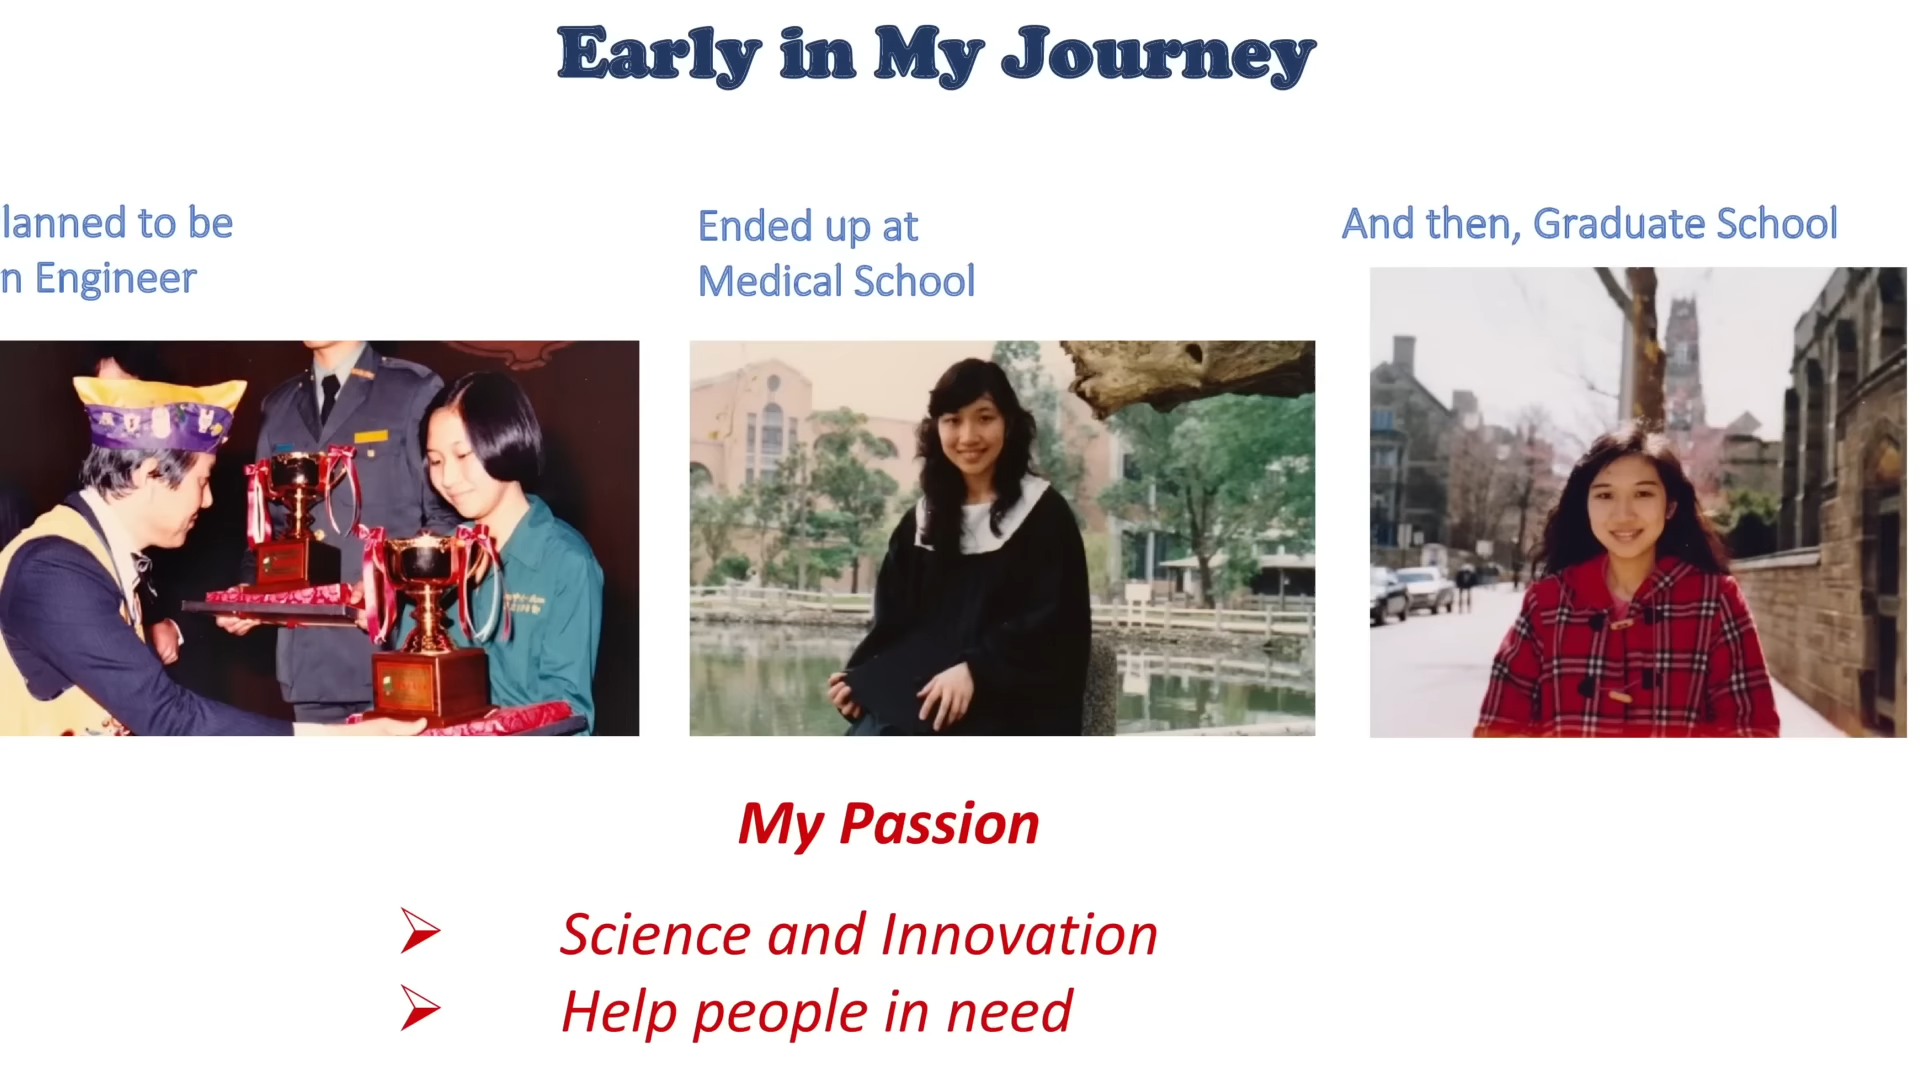 Early in My Journey
lanned to be
n Engineer
Ended up at
Medical School
And then, Graduate School
My Passion
Science and Innovation
Help people in need